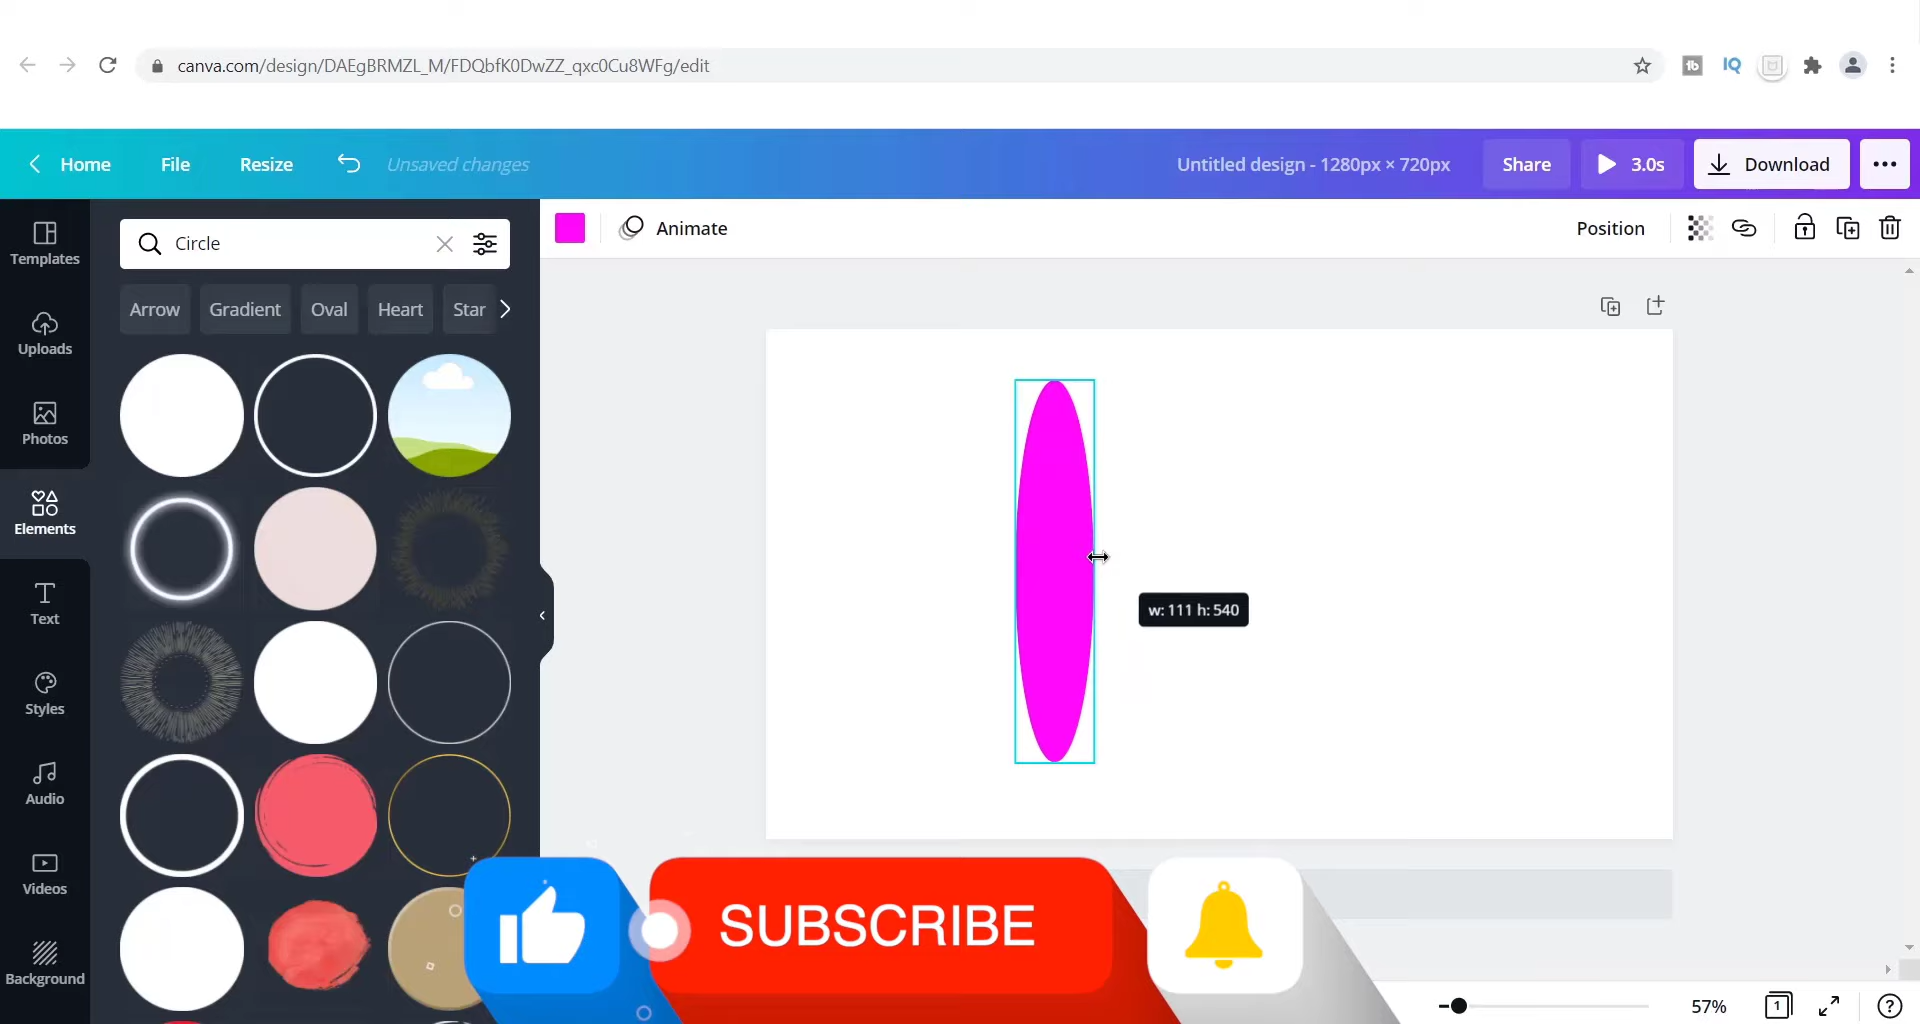 canva.com/design/DAEgBRMZL_M/FDQbfK0DwZZ_qxc0Cu8WFg/edit
tb
IQ
Home
File
Resize
Unsaved changes
Untitled design - 1280px × 720px
Share
3.0s
Download
Templates
Uploads
Photos
Elements
Text
Styles
Audio
Videos
Background
Circle
Arrow
Gradient
Oval
Heart
Star
Animate
Position
w: 111 h: 540
SUBSCRIBE
57%
1
?